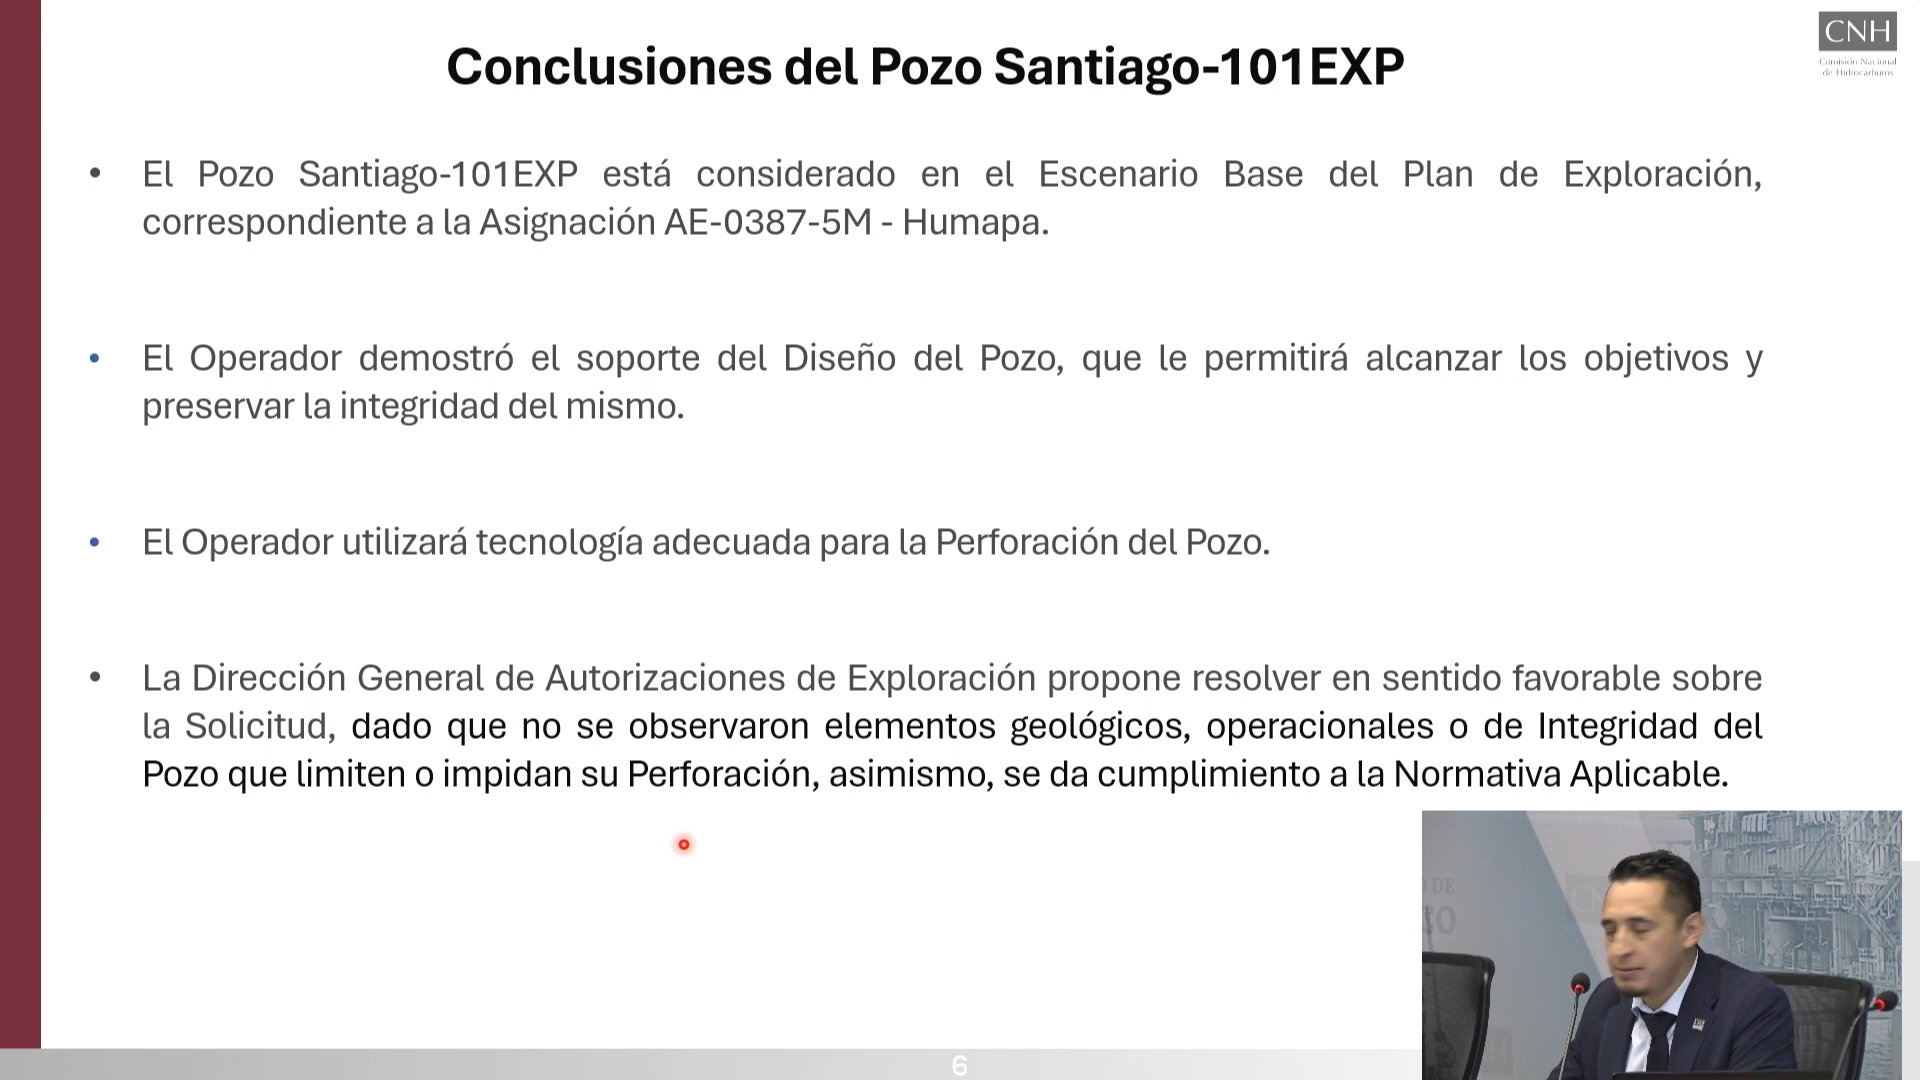 CNH
Comisión Nacional
de Hidrocarburos
Conclusiones del Pozo Santiago-101EXP
• El Pozo Santiago-101EXP está considerado en el Escenario Base del Plan de Exploración,
correspondiente a la Asignación AE-0387-5M - Humapa.
• El Operador demostró el soporte del Diseño del Pozo, que le permitirá alcanzar los objetivos y
preservar la integridad del mismo.
• El Operador utilizará tecnología adecuada para la Perforación del Pozo.
• La Dirección General de Autorizaciones de Exploración propone resolver en sentido favorable sobre
la Solicitud, dado que no se observaron elementos geológicos, operacionales o de Integridad del
Pozo que limiten o impidan su Perforación, asimismo, se da cumplimiento a la Normativa Aplicable.
DE
6